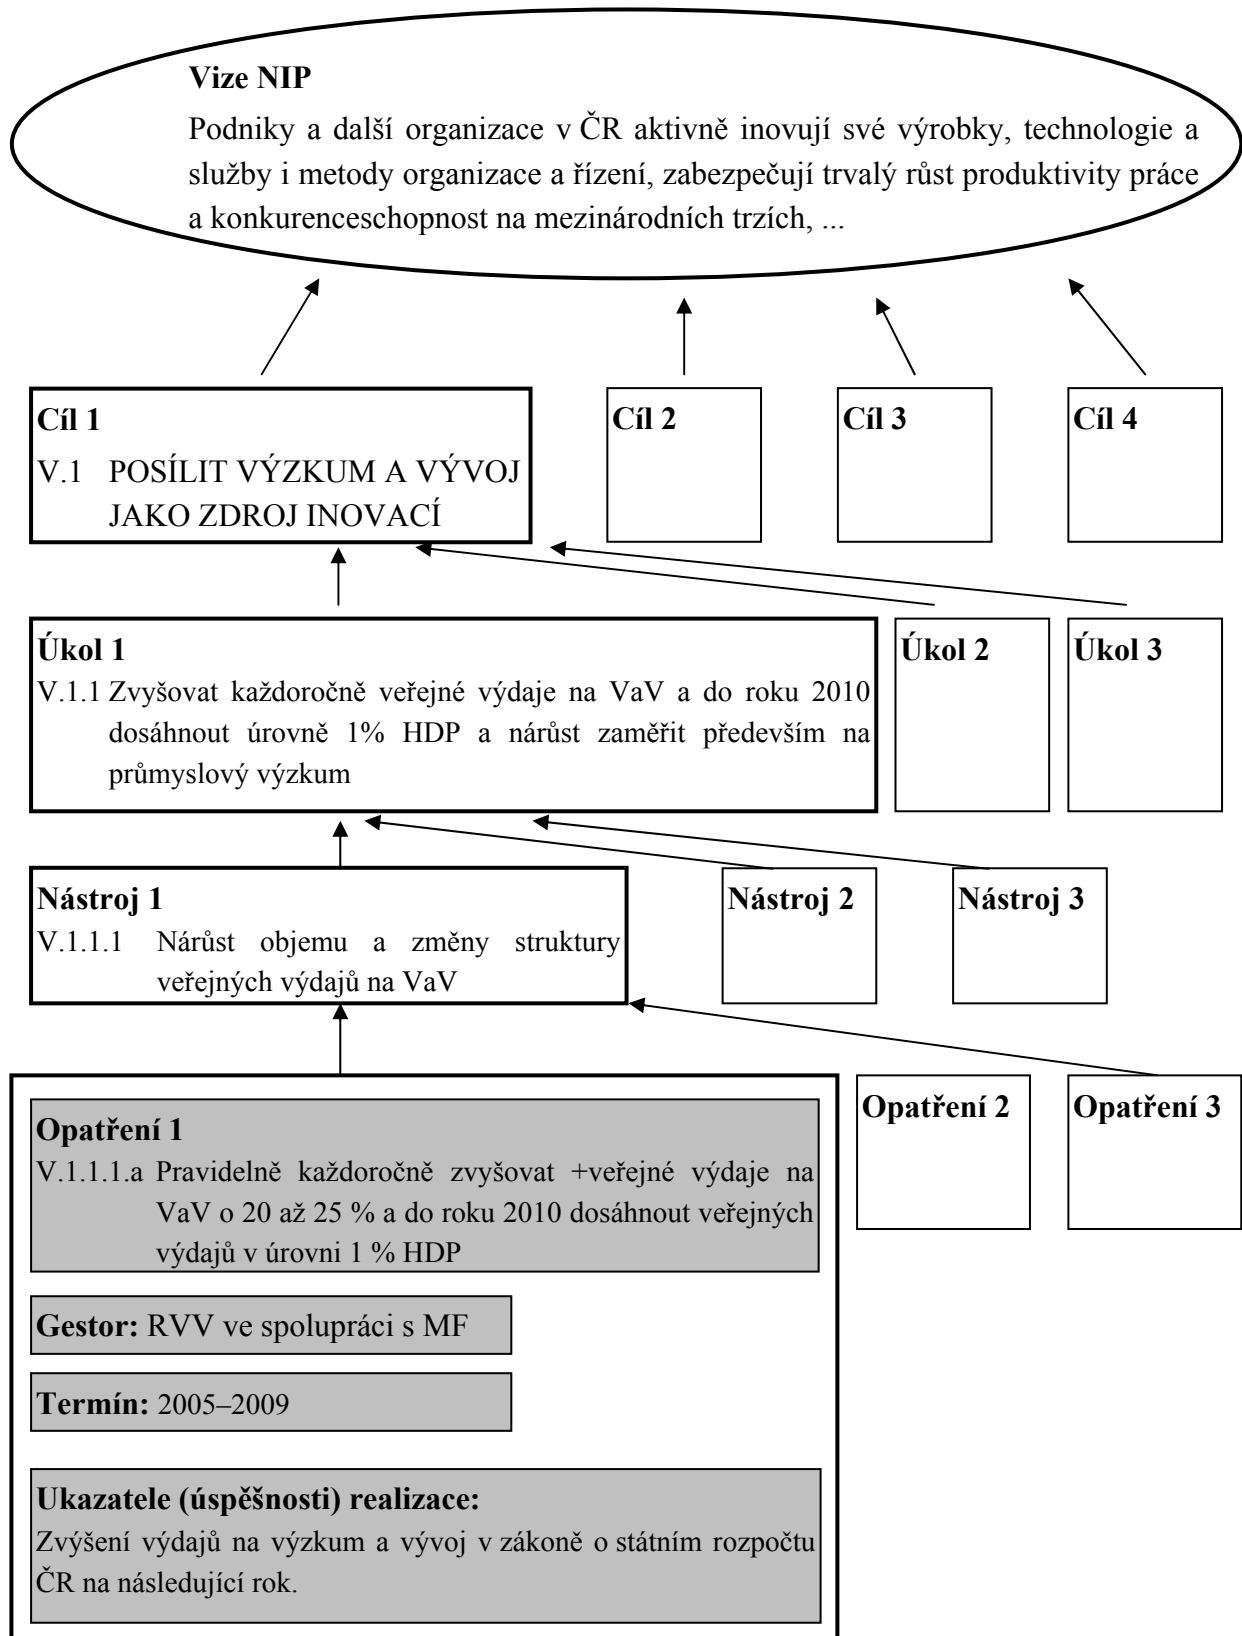 Vize NIP
Podniky a další organizace v ČR aktivně inovují své výrobky, technologie a
služby i metody organizace a řízení, zabezpečují trvalý růst produktivity práce
a konkurenceschopnost na mezinárodních trzích, ...
Cíl 1
V.1 POSÍLIT VÝZKUM A VÝVOJ
JAKO ZDROJ INOVACÍ
Cíl 2
Cíl 3
Cíl 4
Úkol 1
V.1.1 Zvyšovat každoročně veřejné výdaje na VaV a do roku 2010
dosáhnout úrovně 1% HDP a nárůst zaměřit především na
průmyslový výzkum
Úkol 2
Úkol 3
Nástroj 1
V.1.1.1 Nárůst objemu a změny struktury
veřejných výdajů na VaV
Nástroj 2
Nástroj 3
Opatření 1
V.1.1.1.a Pravidelně každoročně zvyšovat +veřejné výdaje na
VaV o 20 až 25 % a do roku 2010 dosáhnout veřejných
výdajů v úrovni 1 % HDP
Opatření 2
Opatření 3
Gestor: RVV ve spolupráci s MF
Termín: 2005–2009
Ukazatele (úspěšnosti) realizace:
Zvýšení výdajů na výzkum a vývoj v zákoně o státním rozpočtu
ČR na následující rok.